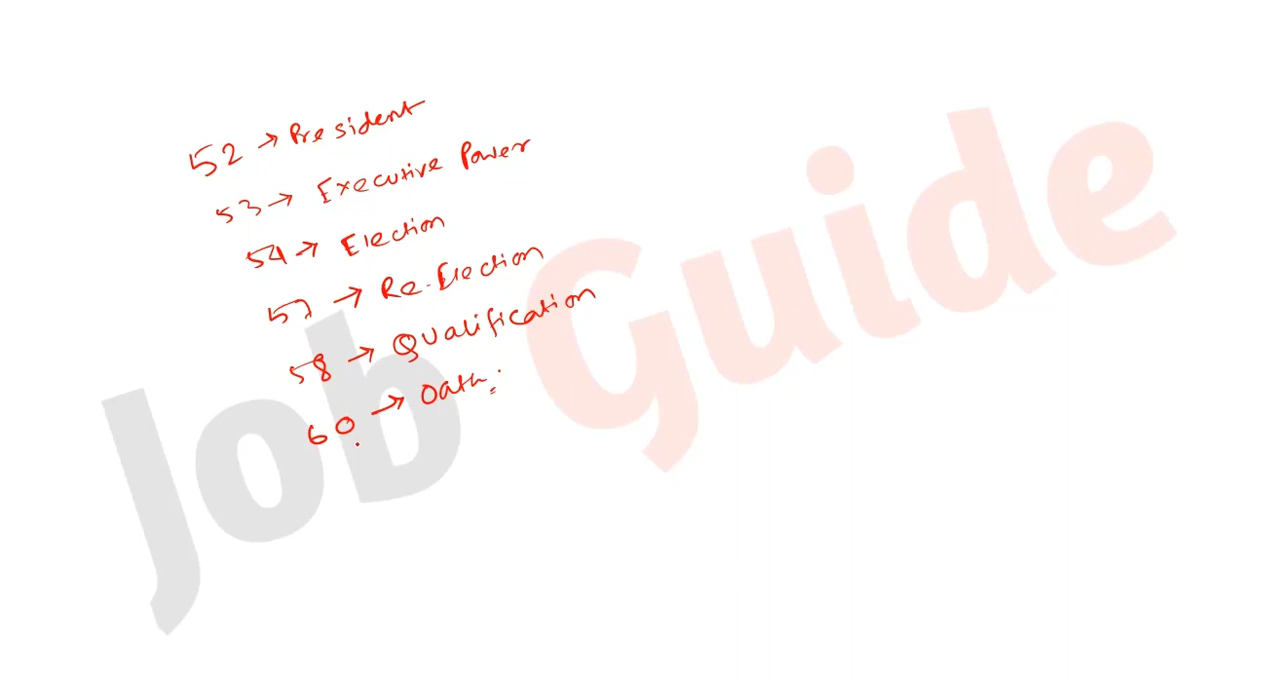 52 → President
53 → Executive Power
54 → Election
57 → Re-Election
58 → Qualification
60 → Oath
Job Guide